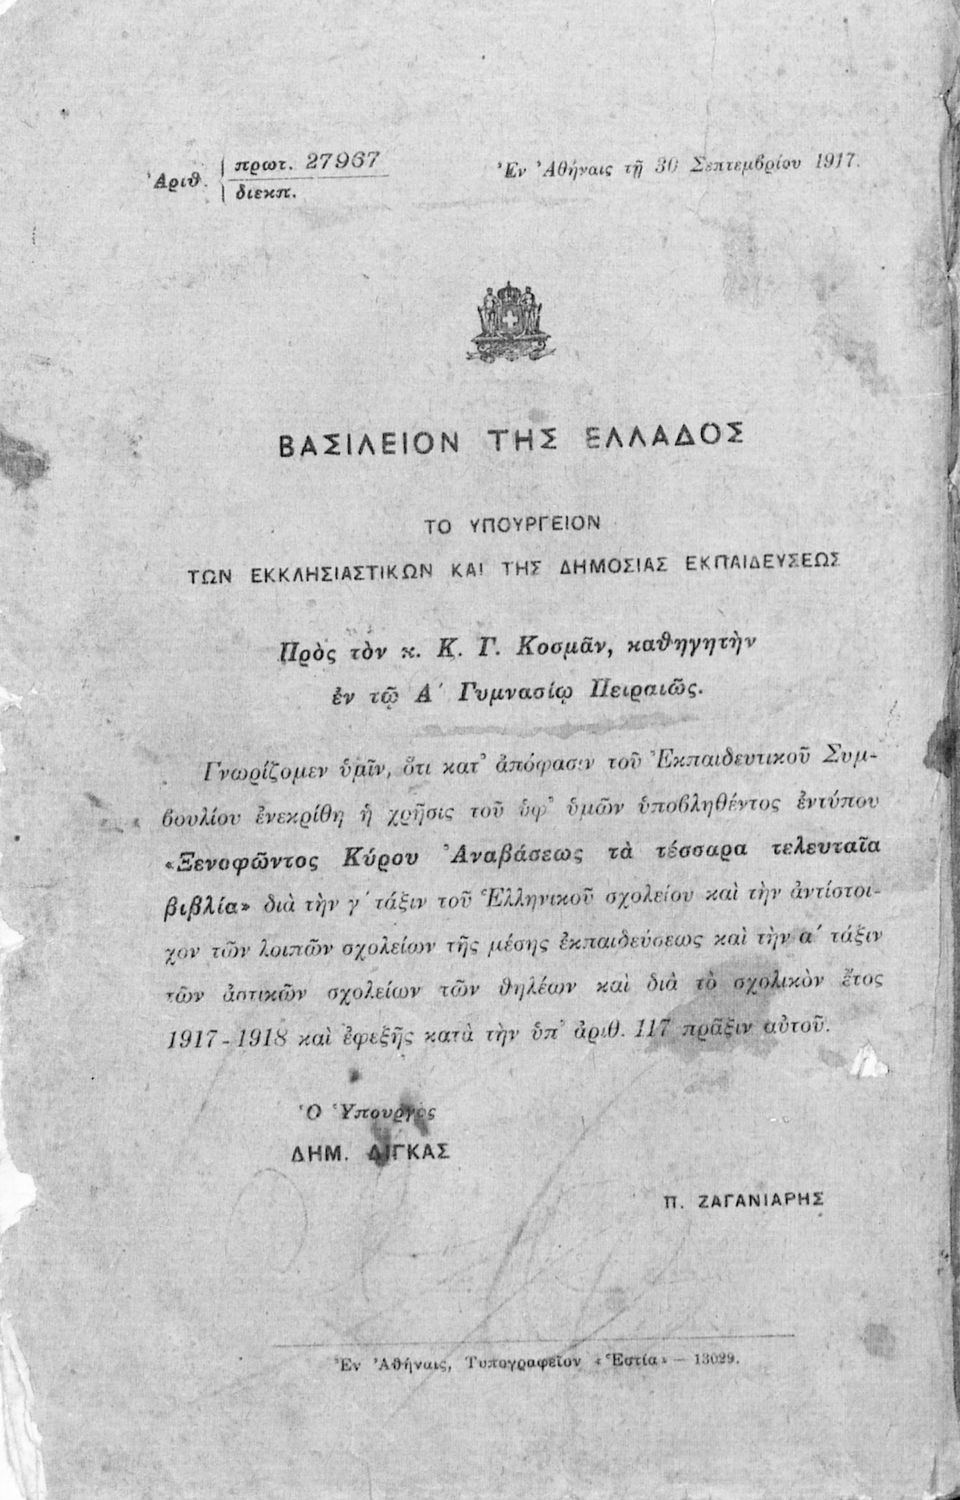 Ἀριθ. πρωτ. 27967
διεκπ.
Ἐν Ἀθήναις τῇ 30 Σεπτεμβρίου 1917.
ΒΑΣΙΛΕΙΟΝ ΤΗΣ ΕΛΛΑΔΟΣ
ΤΟ ΥΠΟΥΡΓΕΙΟΝ
ΤΩΝ ΕΚΚΛΗΣΙΑΣΤΙΚΩΝ ΚΑΙ ΤΗΣ ΔΗΜΟΣΙΑΣ ΕΚΠΑΙΔΕΥΣΕΩΣ
Πρὸς τὸν κ. Κ. Γ. Κοσμᾶν, καθηγητὴν
ἐν τῷ Α΄ Γυμνασίῳ Πειραιῶς.
Γνωρίζομεν ὑμῖν, ὅτι κατ᾽ ἀπόφασιν τοῦ Ἐκπαιδευτικοῦ Συμ-
βουλίου ἐνεκρίθη ἡ χρῆσις τοῦ ὑφ᾽ ὑμῶν ὑποβληθέντος ἐντύπου
«Ξενοφῶντος Κύρου Ἀναβάσεως τὰ τέσσαρα τελευταῖα
βιβλία» διὰ τὴν γ΄ τάξιν τοῦ Ἑλληνικοῦ σχολείου καὶ τὴν ἀντίστοι-
χον τῶν λοιπῶν σχολείων τῆς μέσης ἐκπαιδεύσεως καὶ τὴν α΄ τάξιν
τῶν ἀστικῶν σχολείων τῶν θηλέων καὶ διὰ τὸ σχολικὸν ἔτος
1917-1918 καὶ ἐφεξῆς κατὰ τὴν ὑπ᾽ ἀριθ. 117 πρᾶξιν αὐτοῦ.
Ὁ Ὑπουργὸς
ΔΗΜ. ΔΙΓΚΑΣ
Π. ΖΑΓΑΝΙΑΡΗΣ
Ἐν Ἀθήναις, Τυπογραφεῖον «Ἑστία» — 13029.